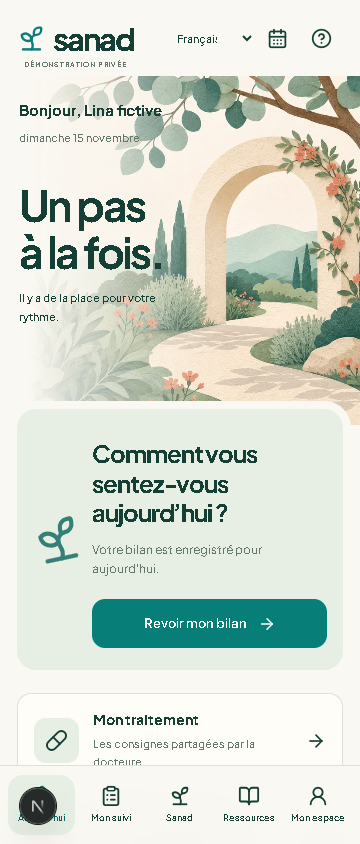 sanad
Français
DÉMONSTRATION PRIVÉE
Bonjour, Lina fictive
dimanche 15 novembre
Un pas
à la fois.
Il y a de la place pour votre
rythme.
Comment vous
sentez-vous
aujourd’hui ?
Votre bilan est enregistré pour
aujourd’hui.
Revoir mon bilan
Mon traitement
Les consignes partagées par la
docteure
N
Mon suivi
Sanad
Ressources
Mon espace